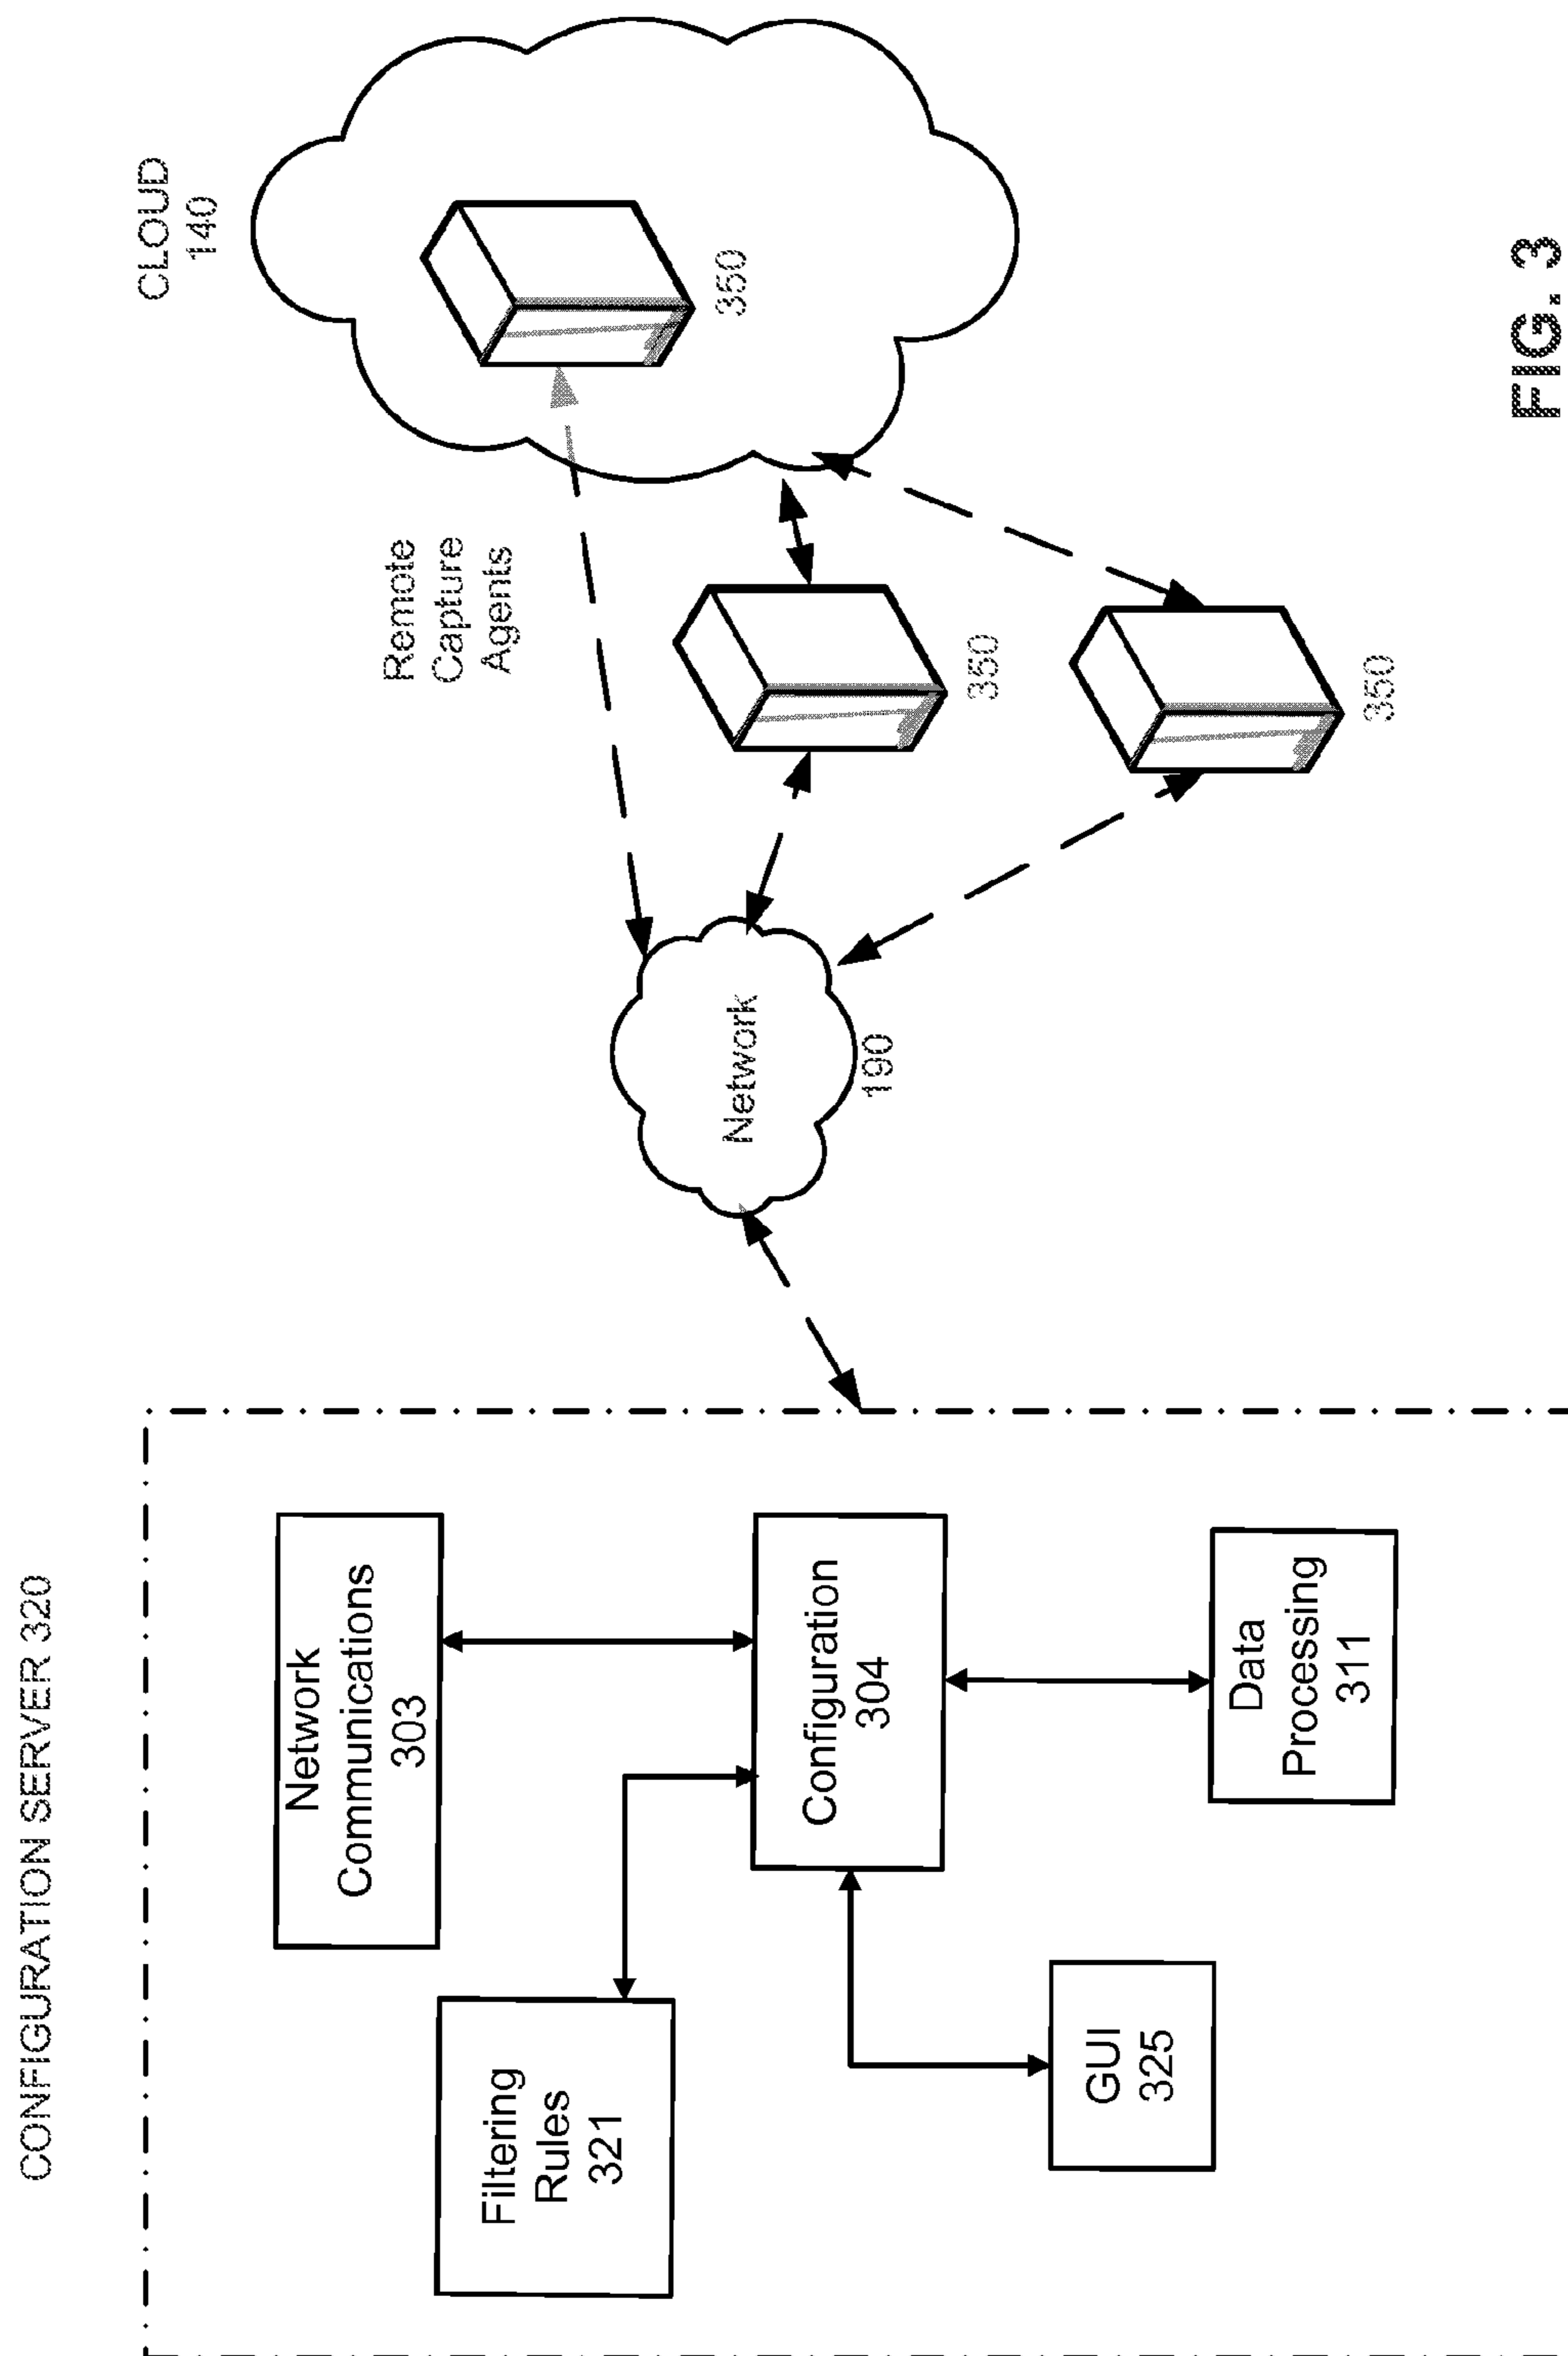 CONFIGURATION SERVER 320
Network
Communications
303
Filtering
Rules
321
Configuration
304
GUI
325
Data
Processing
311
Network
190
Remote
Capture
Agents
350
350
350
CLOUD
140
FIG. 3